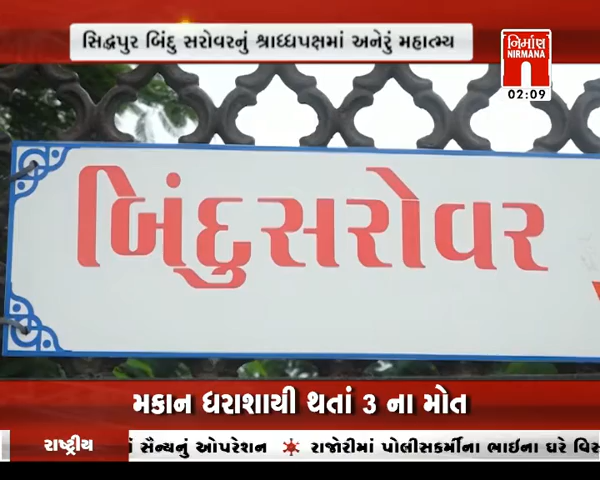 સિદ્ધપુર બિંદુ સરોવરનું શ્રાધ્ધપક્ષમાં અનેરું મહાત્મ્ય
નિર્માણ
NIRMANA
02:09
બિંદુસરોવર
મકાન ધરાશાયી થતાં 3 ના મોત
રાષ્ટ્રીય
સૈન્યનું ઓપરેશન રાજોરીમાં પોલીસકર્મીના ભાઇના ઘરે